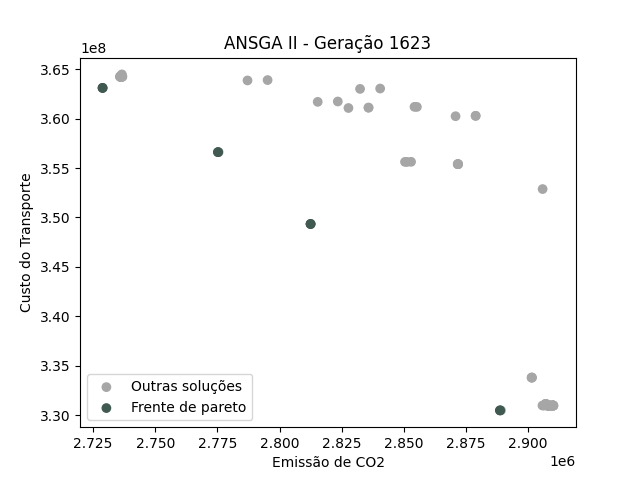 ANSGA II - Geração 1623
1e8
3.65
3.60
3.55
3.50
3.45
3.40
3.35
3.30
Custo do Transporte
Outras soluções
Frente de pareto
2.725 2.750 2.775 2.800 2.825 2.850 2.875 2.900
Emissão de CO2
1e6